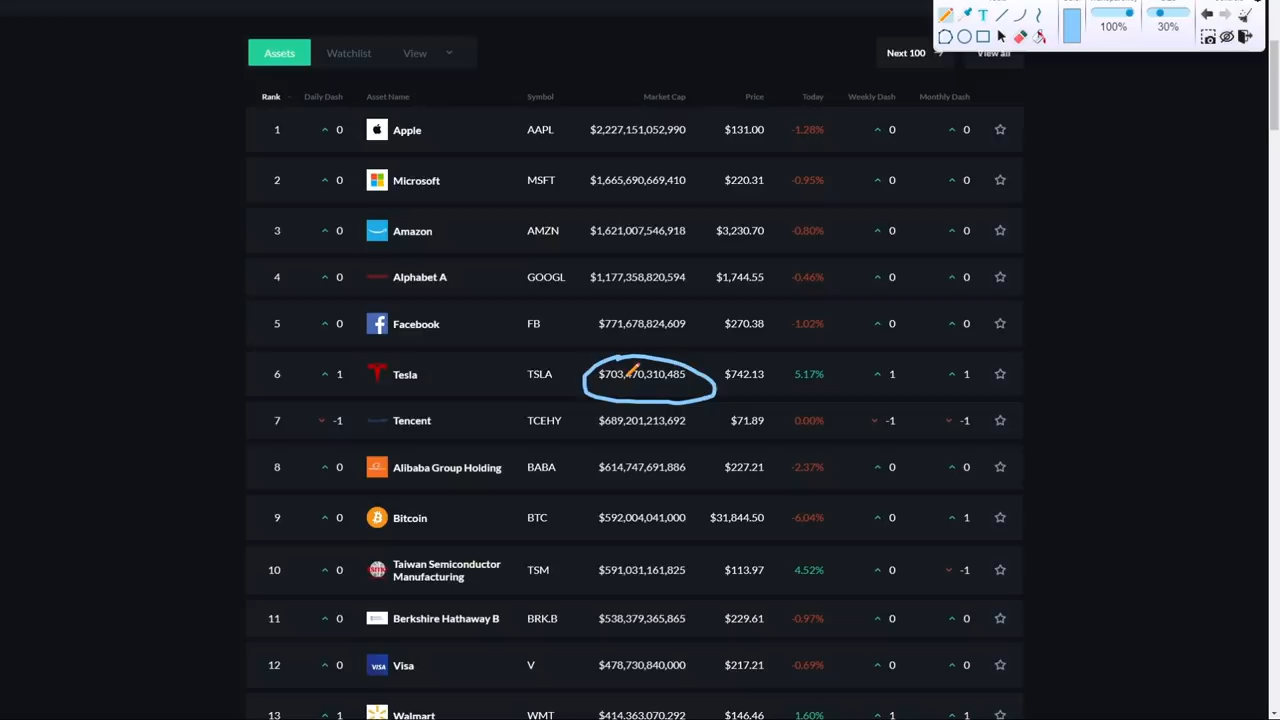 100%
30%
Assets Watchlist View Next 100 View all
Rank Daily Dash Asset Name Symbol Market Cap Price Today Weekly Dash Monthly Dash
1 0 Apple AAPL $2,227,151,052,990 $131.00 -1.28% 0 0
2 0 Microsoft MSFT $1,665,690,669,410 $220.31 -0.95% 0 0
3 0 Amazon AMZN $1,621,007,546,918 $3,230.70 -0.80% 0 0
4 0 Alphabet A GOOGL $1,177,358,820,594 $1,744.55 -0.46% 0 0
5 0 Facebook FB $771,678,824,609 $270.38 -1.02% 0 0
6 1 Tesla TSLA $703,470,310,485 $742.13 5.17% 1 1
7 -1 Tencent TCEHY $689,201,213,692 $71.89 0.00% -1 -1
8 0 Alibaba Group Holding BABA $614,747,491,886 $227.21 -2.37% 0 0
9 0 Bitcoin BTC $592,004,041,000 $31,844.50 -6.04% 0 1
10 0 Taiwan Semiconductor Manufacturing TSM $591,031,161,825 $113.97 4.52% 0 -1
11 0 Berkshire Hathaway B BRK.B $538,379,365,865 $229.61 -0.97% 0 0
12 0 VISA Visa V $478,730,840,000 $217.21 -0.69% 0 0
13 1 Walmart WMT $414,363,070,292 $146.46 1.60% 1 1